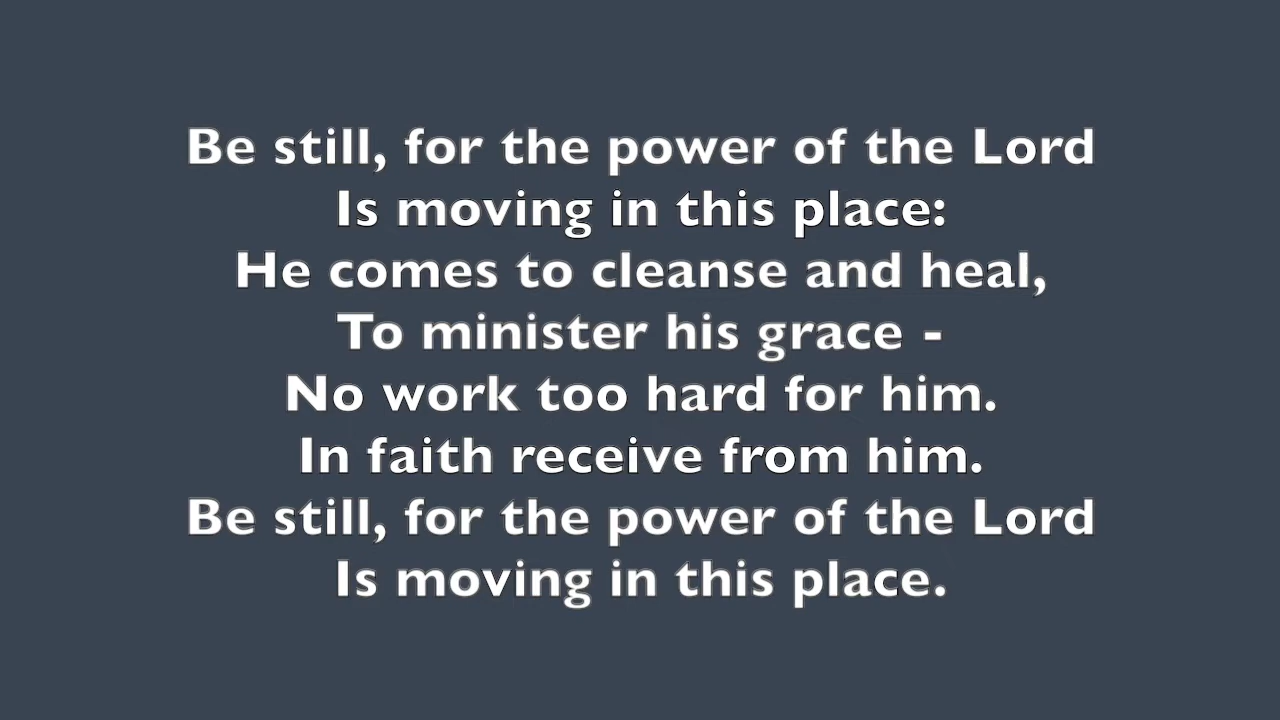 Be still, for the power of the Lord
Is moving in this place:
He comes to cleanse and heal,
To minister his grace -
No work too hard for him.
In faith receive from him.
Be still, for the power of the Lord
Is moving in this place.